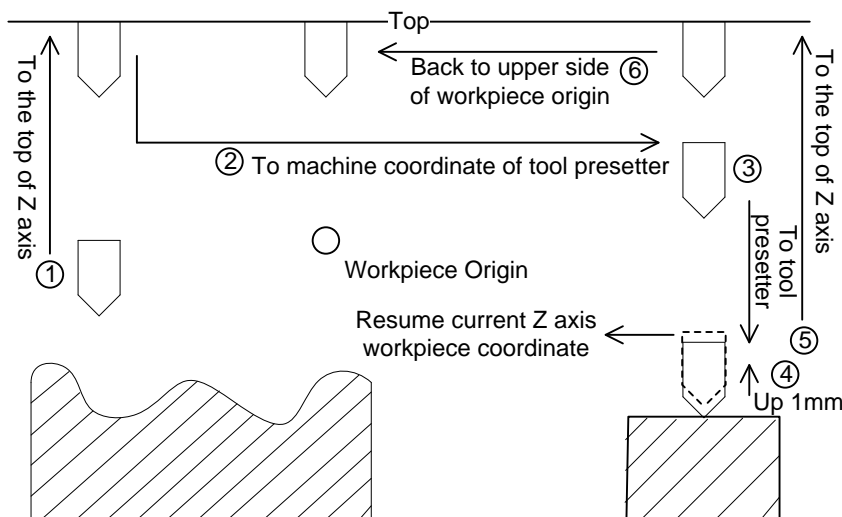 Top
To the top of Z axis
Back to upper side
of workpiece origin
⑥
To the top of Z axis
② To machine coordinate of tool presetter
③
①
Workpiece Origin
To tool
presetter
Resume current Z axis
workpiece coordinate
⑤
④
Up 1mm